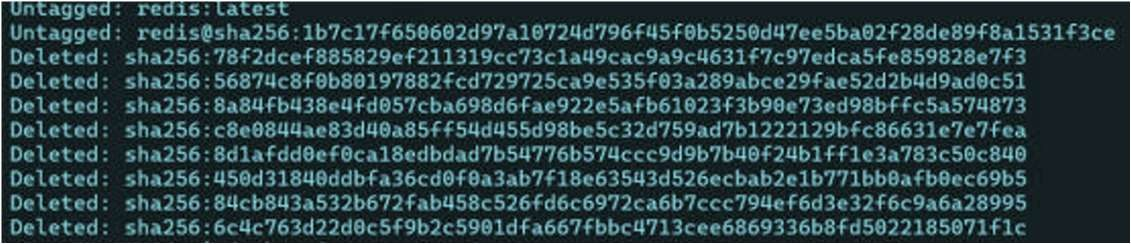 Untagged: redis:latest
Untagged: redis@sha256:1b7c17f650602d97a10724d796f45f0b5250d47ee5ba02f28de89f8a1531f3ce
Deleted: sha256:78f2dcef885829ef211319cc73c1a49cac9a9c4631f7c97edca5fe859828e7f3
Deleted: sha256:56874c8f0b80197882fcd729725ca9e535f03a289abce29fae52d2b4d9ad0c51
Deleted: sha256:8a84fb438e4fd057cba698d6fae922e5afb61023f3b90e73ed98bffc5a574873
Deleted: sha256:c8e0844ae83d40a85ff54d455d98be5c32d759ad7b1222129bfc86631e7e7fea
Deleted: sha256:8d1afdd0ef0ca18edbdad7b54776b574ccc9d9b7b40f24b1ff1e3a783c50c840
Deleted: sha256:450d31840ddbfa36cd0f0a3ab7f18e63543d526ecbab2e1b771bb0afb0ec69b5
Deleted: sha256:84cb843a532b672fab458c526fd6c6972ca6b7ccc794ef6d3e32f6c9a6a28995
Deleted: sha256:6c4c763d22d0c5f9b2c5901dfa667fbbc4713cee6869336b8fd5022185071f1c